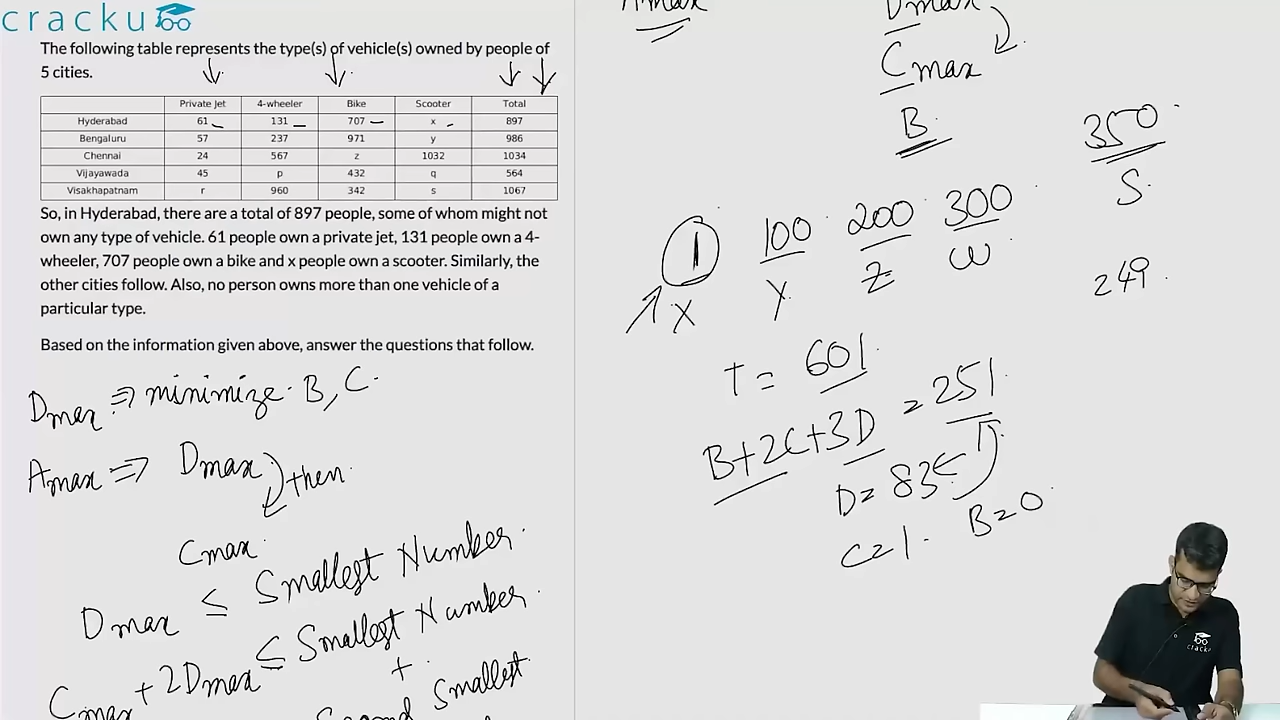 cracku
The following table represents the type(s) of vehicle(s) owned by people of
5 cities.
Private Jet 4-wheeler Bike Scooter Total
Hyderabad 61 131 707 x 897
Bengaluru 57 237 971 y 986
Chennai 24 567 z 1032 1034
Vijayawada 45 p 432 q 564
Visakhapatnam r 960 342 s 1067
So, in Hyderabad, there are a total of 897 people, some of whom might not
own any type of vehicle. 61 people own a private jet, 131 people own a 4-
wheeler, 707 people own a bike and x people own a scooter. Similarly, the
other cities follow. Also, no person owns more than one vehicle of a
particular type.
Based on the information given above, answer the questions that follow.
Dmax ⇒ minimize B, C.
Amax ⇒ Dmax then
Cmax
Dmax ≤ Smallest Number.
Cmax + 2Dmax ≤ Smallest Number
+
Second Smallest
Amax
Dmax
Cmax
B
350
S
1 100 200 300
X Y Z W
249
T = 601
B+2C+3D = 251
D = 83
C=1. B=0
cracku